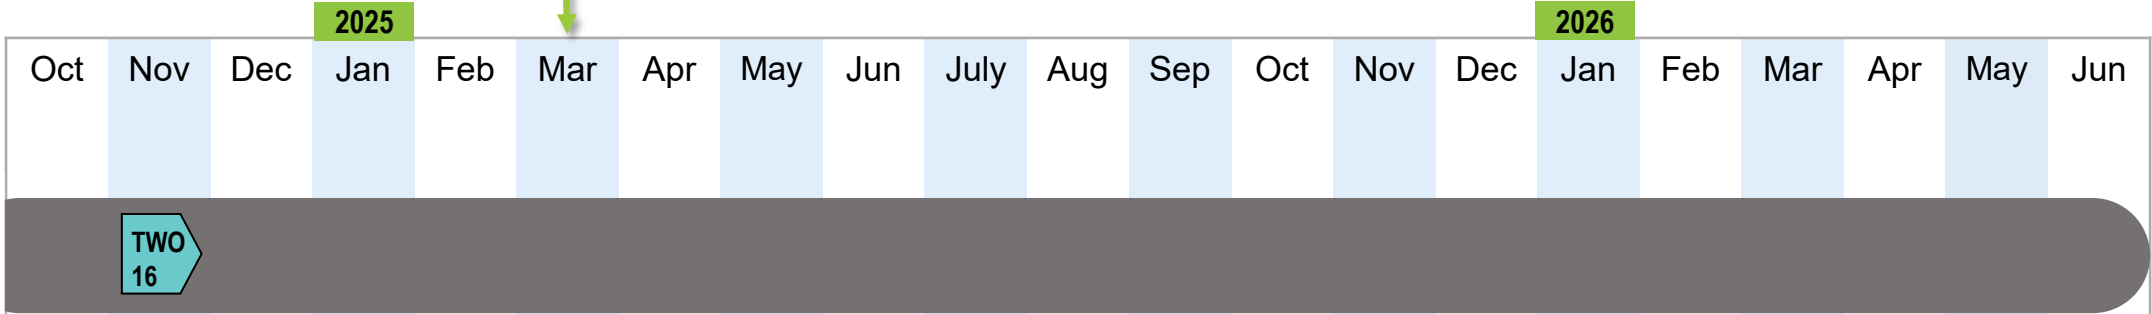 2025 2026
Oct Nov Dec Jan Feb Mar Apr May Jun July Aug Sep Oct Nov Dec Jan Feb Mar Apr May Jun
TWO
16